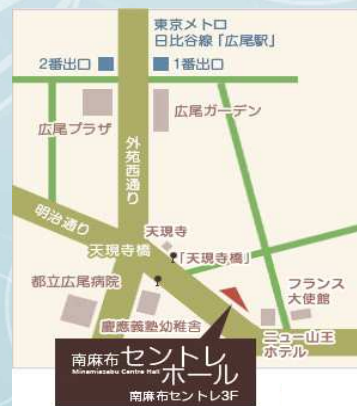 東京メトロ
日比谷線「広尾駅」
2番出口
1番出口
広尾プラザ
広尾ガーデン
外苑西通り
明治通り
天現寺
天現寺橋
「天現寺橋」
都立広尾病院
フランス
大使館
慶應義塾幼稚舎
ニュー山王
ホテル
南麻布セントレ
Minamiazabu Centre Hall
ホール
南麻布セントレ3F